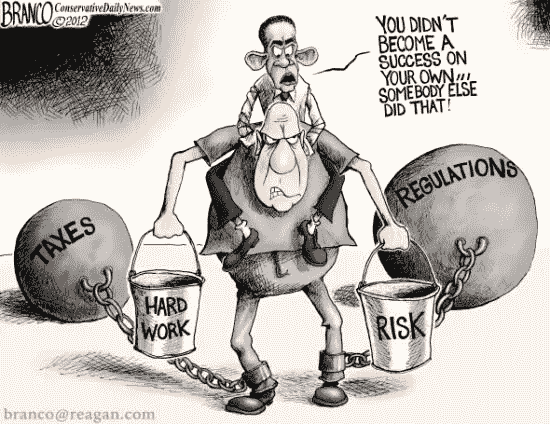 BRANCO ConservativeDailyNews.com
©2012
YOU DIDN'T
BECOME A
SUCCESS ON
YOUR OWN,,,
SOMEBODY ELSE
DID THAT!
TAXES
REGULATIONS
HARD
WORK
RISK
branco@reagan.com